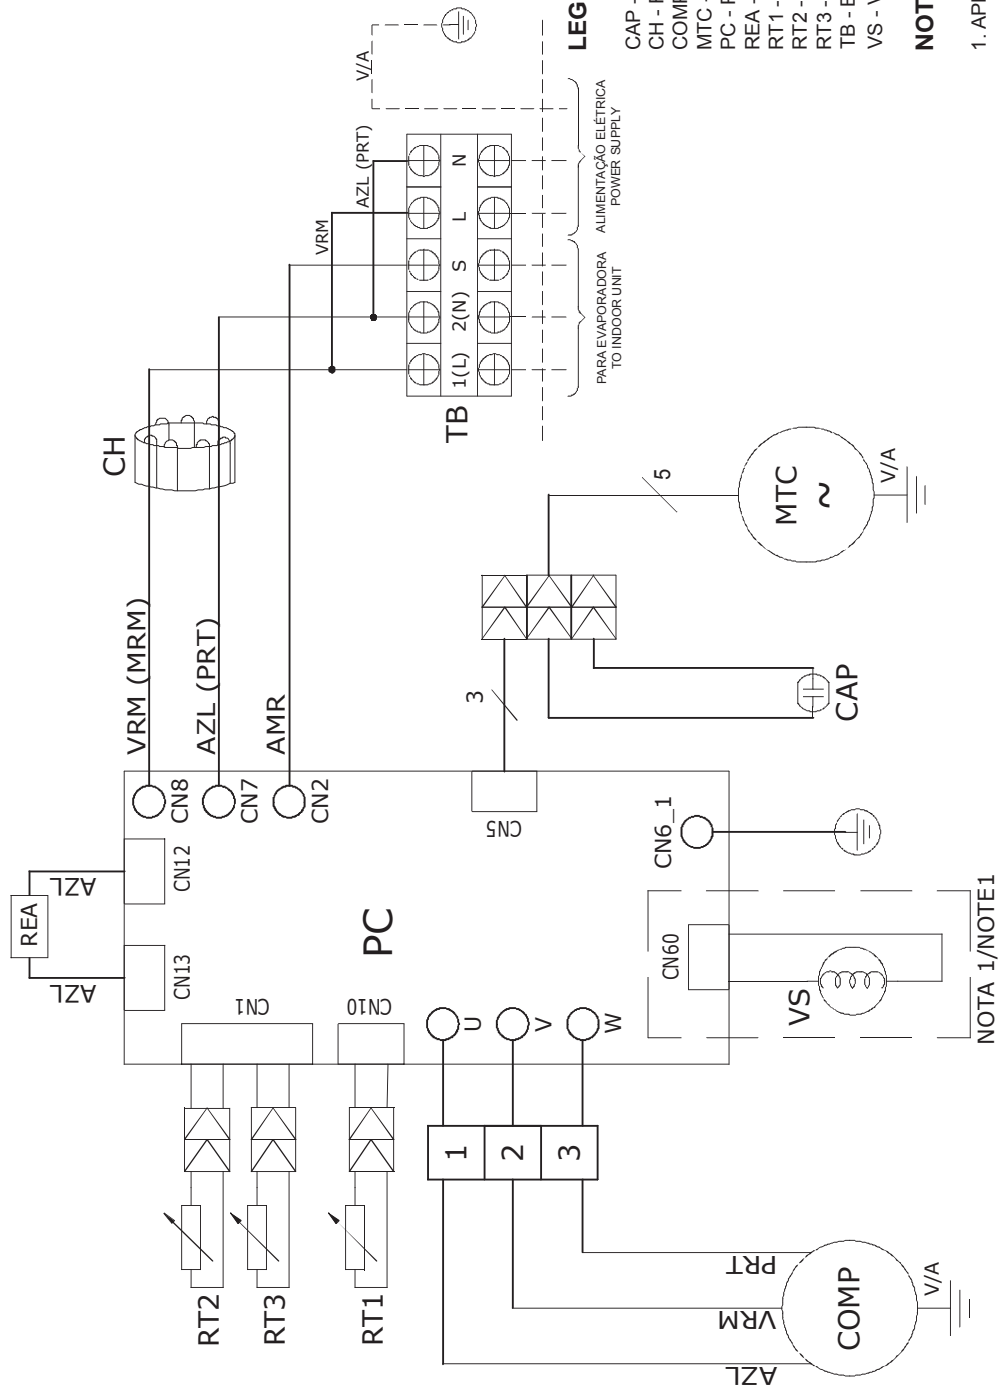 REA
AZL
AZL
CN13
CN12
VRM (MRM)
AZL (PRT)
AMR
CN8
CN7
CN2
CH
V/A
AZL (PRT)
VRM
1(L) 2(N) S L N
TB
PARA EVAPORADORA
TO INDOOR UNIT
ALIMENTAÇÃO ELÉTRICA
POWER SUPPLY
RT2
RT3
RT1
CN1
CN10
PC
U
V
W
1
2
3
CN5
3
5
CN6_1
CN60
VS
NOTA 1/NOTE1
CAP
MTC
~
V/A
AZL
VRM
PRT
COMP
V/A
LEG
CAP -
CH -
COMP
MTC -
PC -
REA -
RT1 -
RT2 -
RT3 -
TB -
VS -
NOT
1.